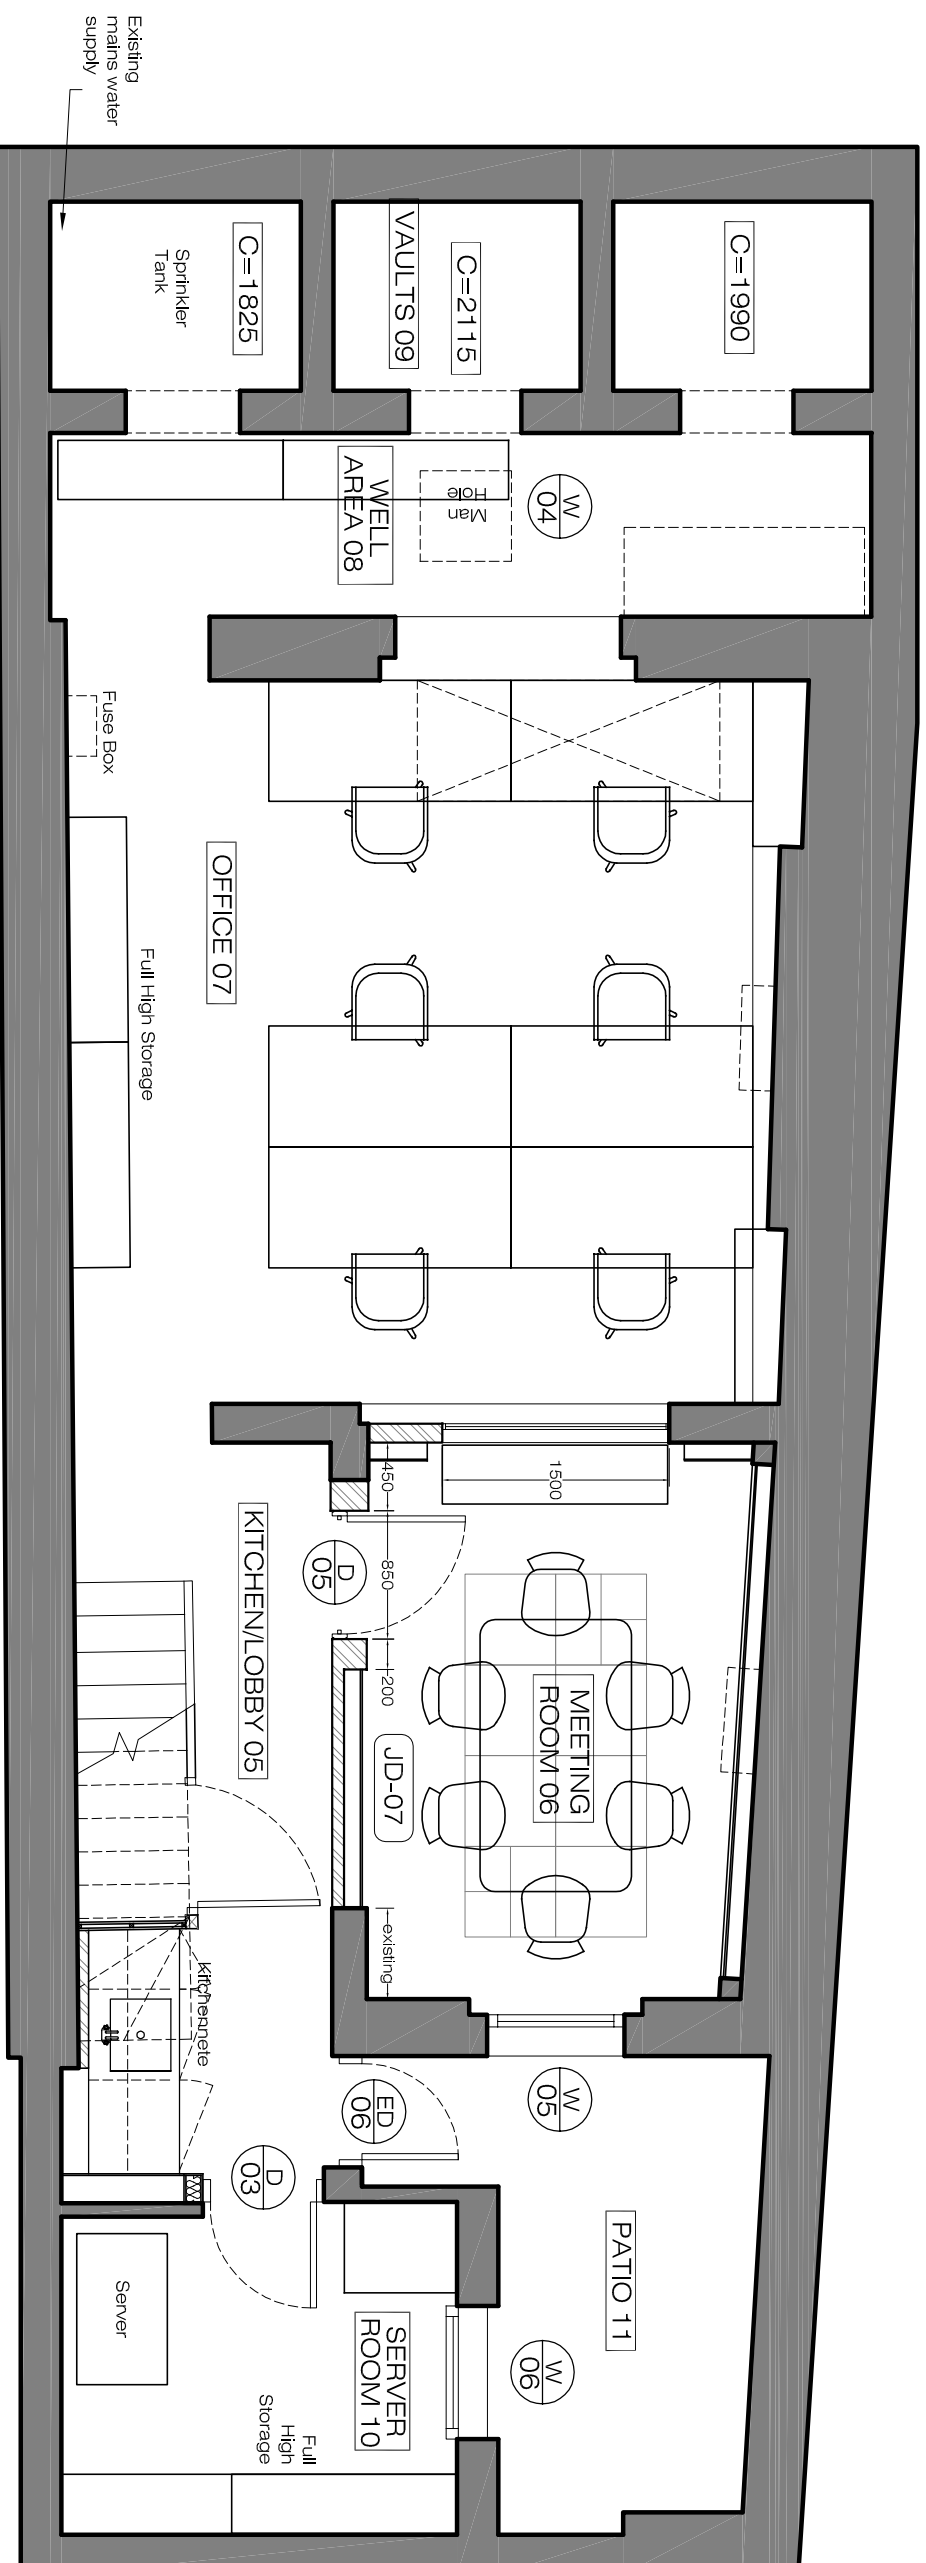 Existing
mains water
supply
C=1990
C=2115
VAULTS 09
C=1825
Sprinkler
Tank
W
04
Man
Hole
WELL
AREA 08
Fuse Box
OFFICE 07
Full High Storage
1500
450
850
200
existing
D
05
KITCHEN/LOBBY 05
MEETING
ROOM 06
JD-07
Kitchennete
W
05
ED
06
D
03
PATIO 11
W
06
SERVER
ROOM 10
Server
Full
High
Storage